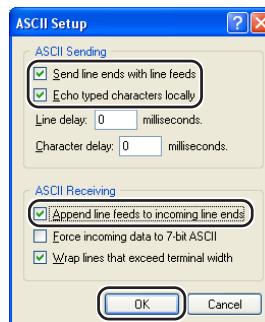 ASCII Setup
ASCII Sending
Send line ends with line feeds
Echo typed characters locally
Line delay: 0 milliseconds.
Character delay: 0 milliseconds.
ASCII Receiving
Append line feeds to incoming line ends
Force incoming data to 7-bit ASCII
Wrap lines that exceed terminal width
OK Cancel